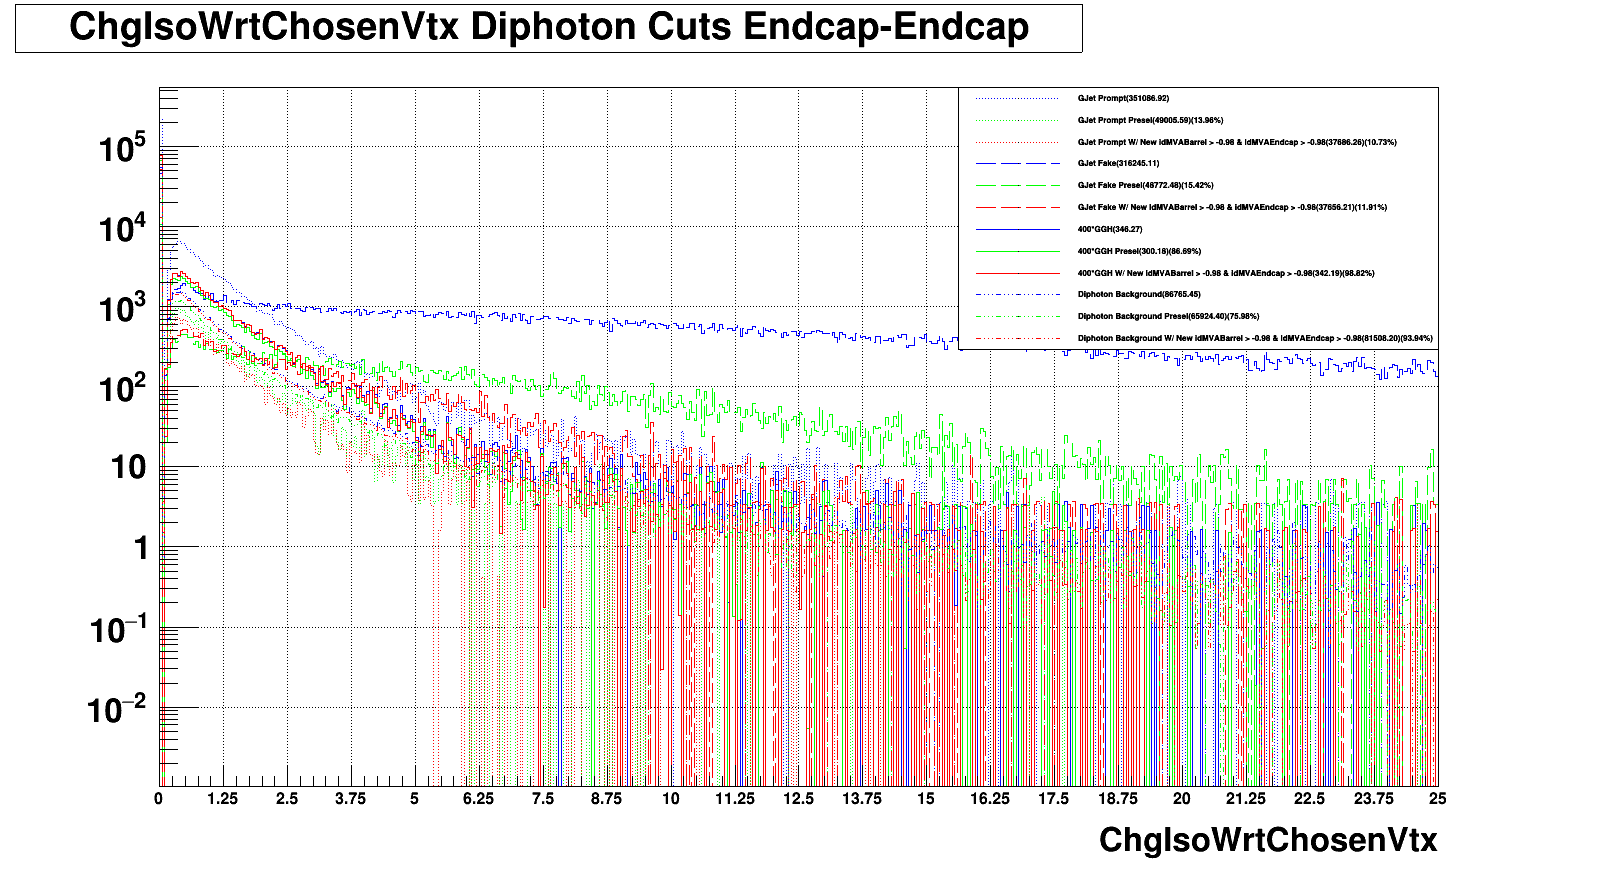 ChgIsoWrtChosenVtx Diphoton Cuts Endcap-Endcap
GJet Prompt(351086.92)
GJet Prompt Presel(49005.59)(13.96%)
GJet Prompt W/ New idMVABarrel > -0.98 & idMVAEndcap > -0.98(37686.26)(10.73%)
GJet Fake(316245.11)
GJet Fake Presel(48772.48)(15.42%)
GJet Fake W/ New idMVABarrel > -0.98 & idMVAEndcap > -0.98(37656.21)(11.91%)
400*GGH(346.27)
400*GGH Presel(300.18)(86.69%)
400*GGH W/ New idMVABarrel > -0.98 & idMVAEndcap > -0.98(342.19)(98.82%)
Diphoton Background(86765.45)
Diphoton Background Presel(65924.40)(75.98%)
Diphoton Background W/ New idMVABarrel > -0.98 & idMVAEndcap > -0.98(81508.20)(93.94%)
10^5
10^4
10^3
10^2
10
1
10^−1
10^−2
0 1.25 2.5 3.75 5 6.25 7.5 8.75 10 11.25 12.5 13.75 15 16.25 17.5 18.75 20 21.25 22.5 23.75 25
ChgIsoWrtChosenVtx